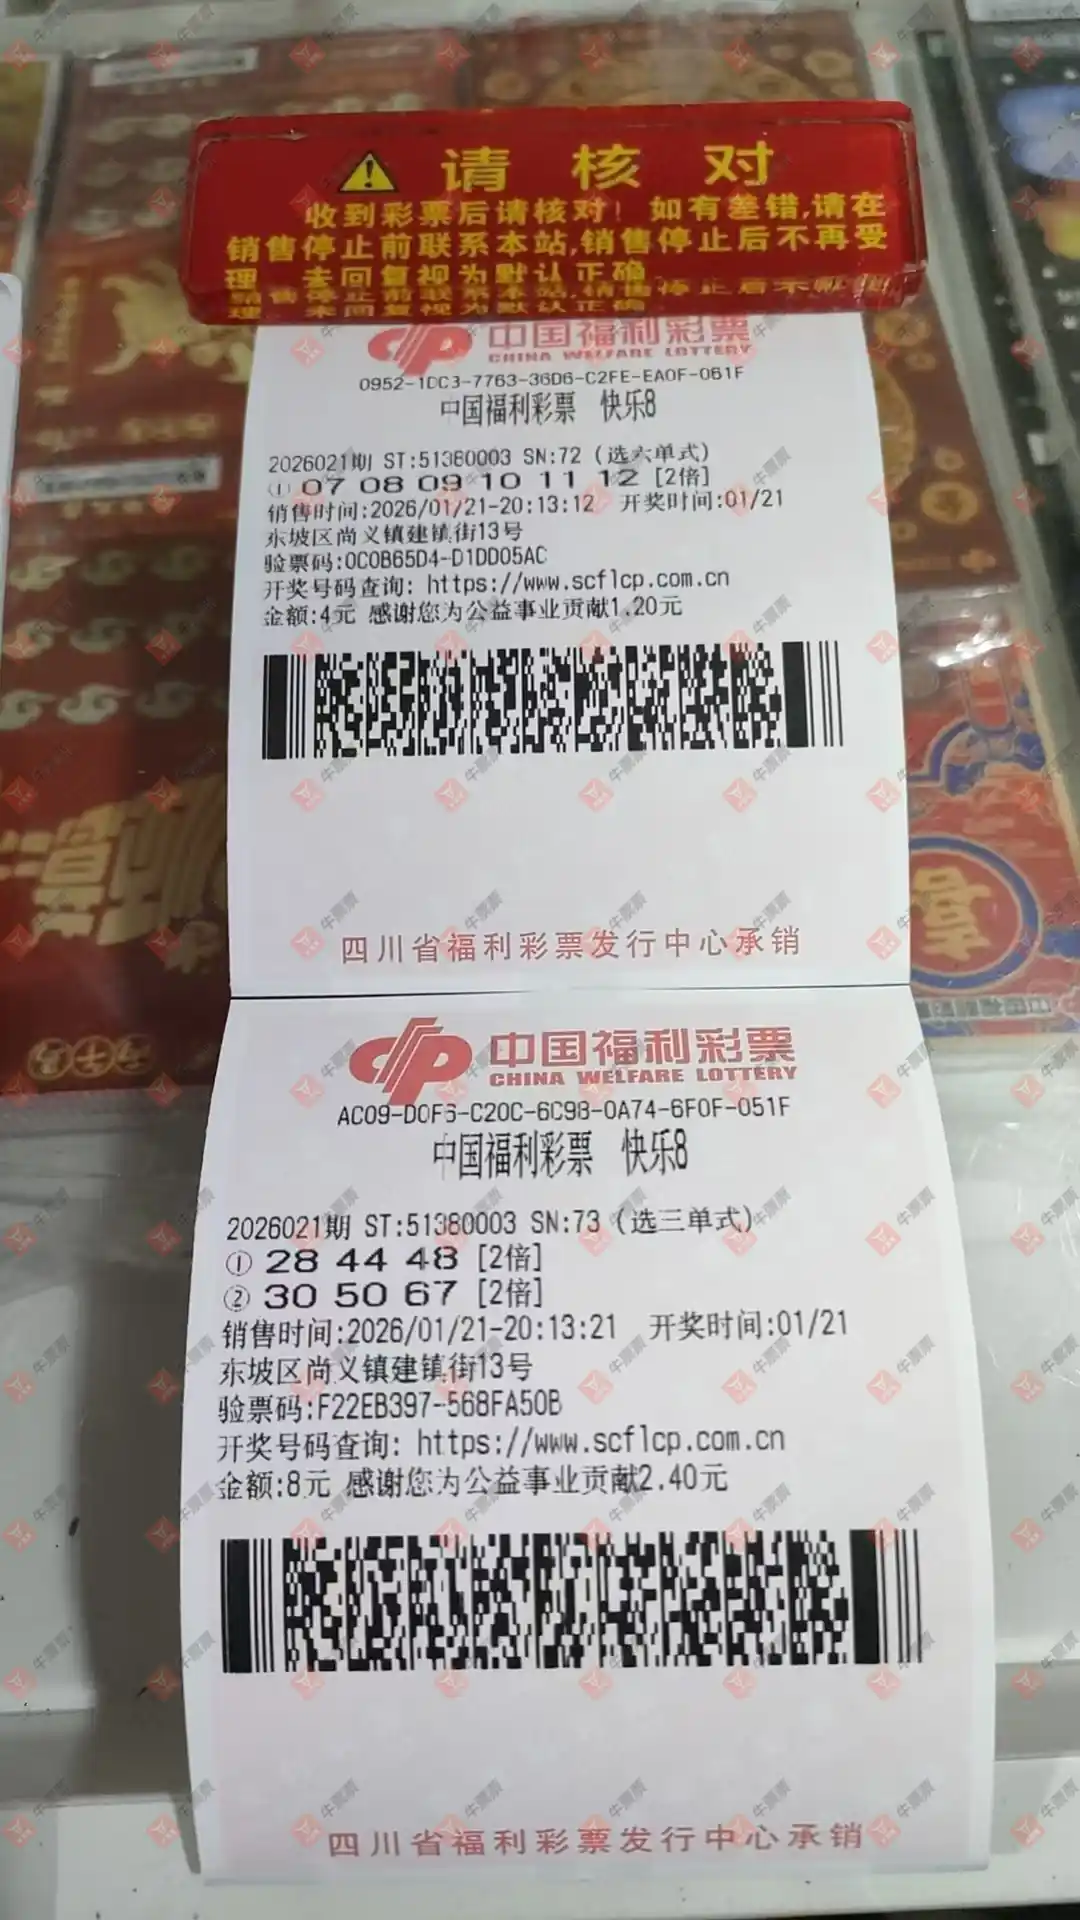 请核对
收到彩票后请核对！如有差错,请在
销售停止前联系本站,销售停止后不再受
理 未回复视为默认正确
中国福利彩票
CHINA WELFARE LOTTERY
0952-1DC3-7763-36D6-C2FE-EA0F-061F
中国福利彩票 快乐8
2026021期 ST:51380003 SN:72 (选六单式)
① 07 08 09 10 11 12 [2倍]
销售时间:2026/01/21-20:13:12 开奖时间:01/21
东坡区尚义镇建镇街13号
验票码:0C0B65D4-D1DD05AC
开奖号码查询: https://www.scflcp.com.cn
金额:4元 感谢您为公益事业贡献1.20元
四川省福利彩票发行中心承销
中国福利彩票
CHINA WELFARE LOTTERY
AC09-D0F6-C20C-6C9B-0A74-6F0F-051F
中国福利彩票 快乐8
2026021期 ST:51380003 SN:73 (选三单式)
① 28 44 48 [2倍]
② 30 50 67 [2倍]
销售时间:2026/01/21-20:13:21 开奖时间:01/21
东坡区尚义镇建镇街13号
验票码:F22EB397-568FA50B
开奖号码查询: https://www.scflcp.com.cn
金额:8元 感谢您为公益事业贡献2.40元
四川省福利彩票发行中心承销
牛票票